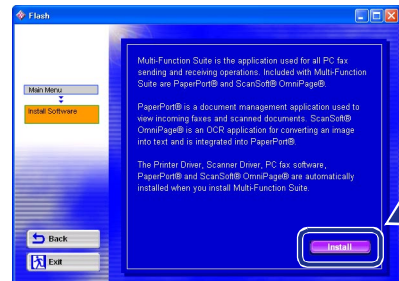 Flash
Multi-Function Suite is the application used for all PC fax
sending and receiving operations. Included with Multi-Function
Suite are PaperPort® and ScanSoft® OmniPage®.
Main Menu
Install Software
PaperPort® is a document management application used to
view incoming faxes and scanned documents. ScanSoft®
OmniPage® is an OCR application for converting an image
into text and is integrated into PaperPort®.
The Printer Driver, Scanner Driver, PC fax software,
PaperPort® and ScanSoft® OmniPage® are automatically
installed when you install Multi-Function Suite.
Back
Install
Exit